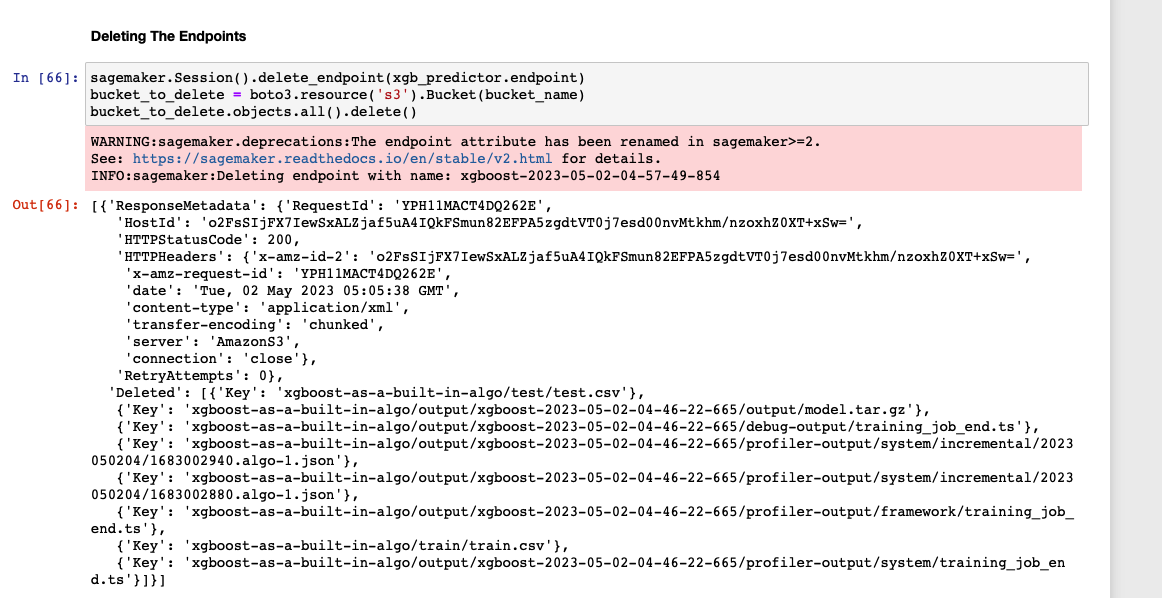 Deleting The Endpoints
In [66]: sagemaker.Session().delete_endpoint(xgb_predictor.endpoint)
bucket_to_delete = boto3.resource('s3').Bucket(bucket_name)
bucket_to_delete.objects.all().delete()
WARNING:sagemaker.deprecations:The endpoint attribute has been renamed in sagemaker>=2.
See: https://sagemaker.readthedocs.io/en/stable/v2.html for details.
INFO:sagemaker:Deleting endpoint with name: xgboost-2023-05-02-04-57-49-854
Out[66]: [{'ResponseMetadata': {'RequestId': 'YPH11MACT4DQ262E',
'HostId': 'o2FsSIjFX7IewSxALZjaf5uA4IQkFSmun82EFPA5zgdtVT0j7esd00nvMtkhm/nzoxhZ0XT+xSw=',
'HTTPStatusCode': 200,
'HTTPHeaders': {'x-amz-id-2': 'o2FsSIjFX7IewSxALZjaf5uA4IQkFSmun82EFPA5zgdtVT0j7esd00nvMtkhm/nzoxhZ0XT+xSw=',
'x-amz-request-id': 'YPH11MACT4DQ262E',
'date': 'Tue, 02 May 2023 05:05:38 GMT',
'content-type': 'application/xml',
'transfer-encoding': 'chunked',
'server': 'AmazonS3',
'connection': 'close'},
'RetryAttempts': 0},
'Deleted': [{'Key': 'xgboost-as-a-built-in-algo/test/test.csv'},
{'Key': 'xgboost-as-a-built-in-algo/output/xgboost-2023-05-02-04-46-22-665/output/model.tar.gz'},
{'Key': 'xgboost-as-a-built-in-algo/output/xgboost-2023-05-02-04-46-22-665/debug-output/training_job_end.ts'},
{'Key': 'xgboost-as-a-built-in-algo/output/xgboost-2023-05-02-04-46-22-665/profiler-output/system/incremental/2023
050204/1683002940.algo-1.json'},
{'Key': 'xgboost-as-a-built-in-algo/output/xgboost-2023-05-02-04-46-22-665/profiler-output/system/incremental/2023
050204/1683002880.algo-1.json'},
{'Key': 'xgboost-as-a-built-in-algo/output/xgboost-2023-05-02-04-46-22-665/profiler-output/framework/training_job_
end.ts'},
{'Key': 'xgboost-as-a-built-in-algo/train/train.csv'},
{'Key': 'xgboost-as-a-built-in-algo/output/xgboost-2023-05-02-04-46-22-665/profiler-output/system/training_job_en
d.ts'}]}]